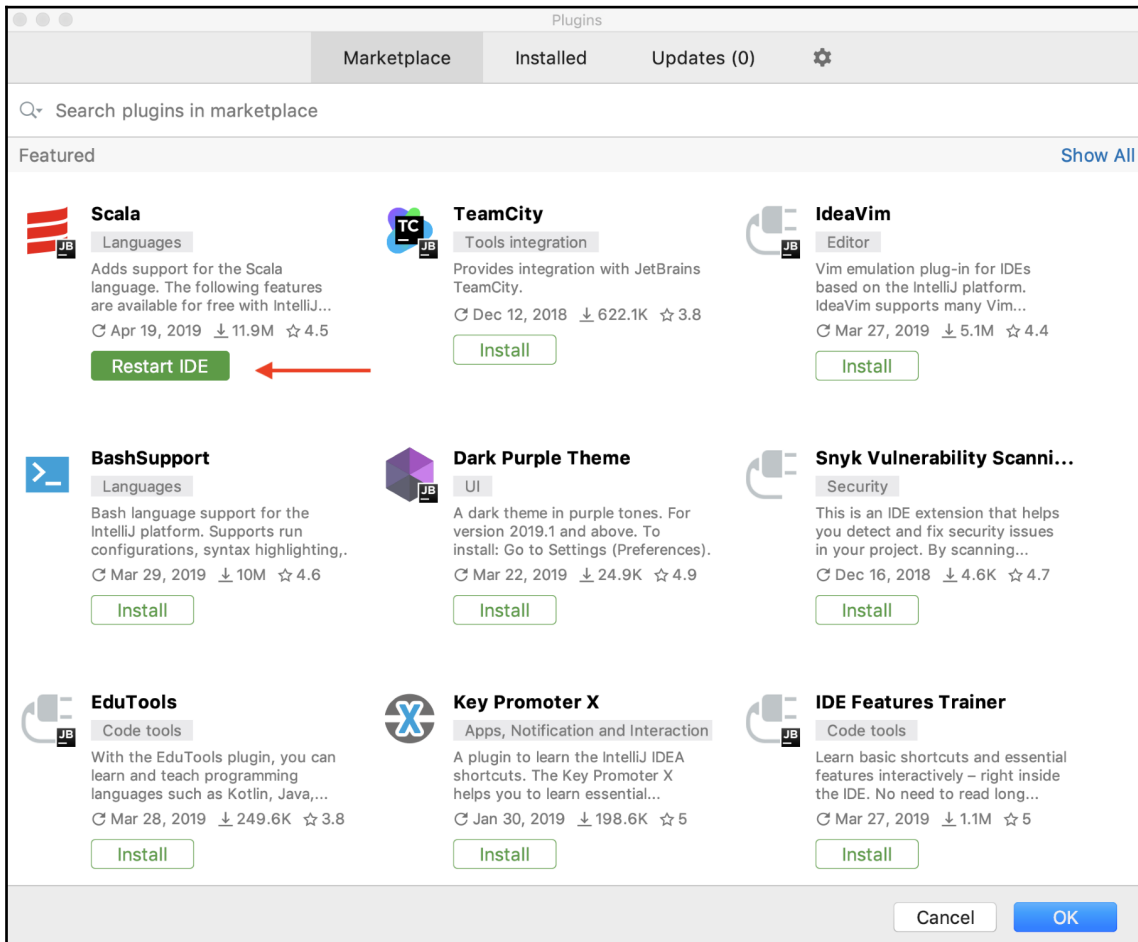 Plugins
Marketplace
Installed
Updates (0)
Search plugins in marketplace
Featured
Show All
Scala
Languages
Adds support for the Scala
language. The following features
are available for free with IntelliJ...
Apr 19, 2019 11.9M 4.5
Restart IDE
TC
JB
TeamCity
Tools integration
Provides integration with JetBrains
TeamCity.
Dec 12, 2018 622.1K 3.8
Install
JB
IdeaVim
Editor
Vim emulation plug-in for IDEs
based on the IntelliJ platform.
IdeaVim supports many Vim...
Mar 27, 2019 5.1M 4.4
Install
JB
BashSupport
Languages
Bash language support for the
IntelliJ platform. Supports run
configurations, syntax highlighting,.
Mar 29, 2019 10M 4.6
Install
Dark Purple Theme
UI
A dark theme in purple tones. For
version 2019.1 and above. To
install: Go to Settings (Preferences).
Mar 22, 2019 24.9K 4.9
Install
JB
Snyk Vulnerability Scanni...
Security
This is an IDE extension that helps
you detect and fix security issues
in your project. By scanning...
Dec 16, 2018 4.6K 4.7
Install
EduTools
Code tools
With the EduTools plugin, you can
learn and teach programming
languages such as Kotlin, Java,...
Mar 28, 2019 249.6K 3.8
Install
JB
Key Promoter X
Apps, Notification and Interaction
A plugin to learn the IntelliJ IDEA
shortcuts. The Key Promoter X
helps you to learn essential...
Jan 30, 2019 198.6K 5
Install
X
IDE Features Trainer
Code tools
Learn basic shortcuts and essential
features interactively – right inside
the IDE. No need to read long...
Mar 27, 2019 1.1M 5
Install
JB
Cancel
OK